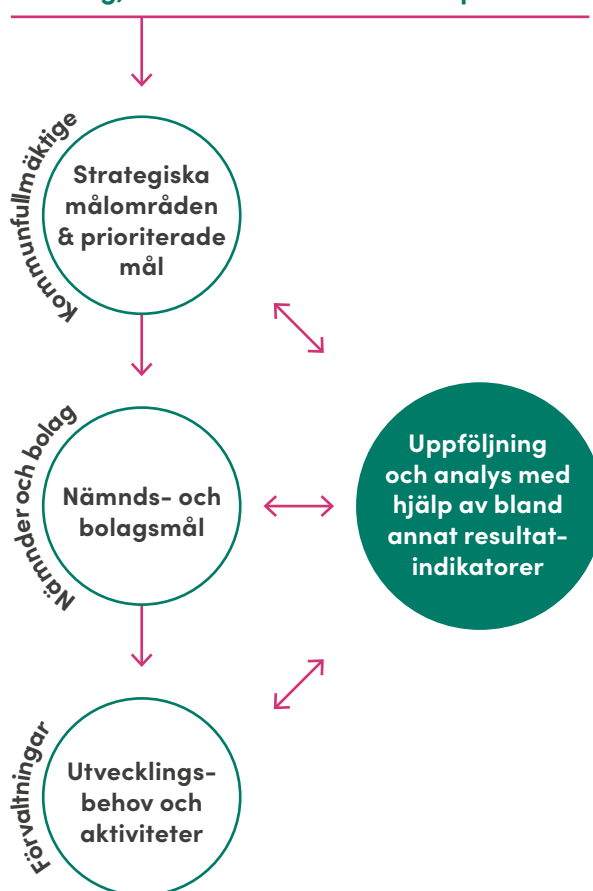 Kommunfullmäktige
Strategiska
målområden
& prioriterade
mål
Nämnder och bolag
Nämnds- och
bolagsmål
Uppföljning
och analys med
hjälp av bland
annat resultat-
indikatorer
Förvaltningar
Utvecklings-
behov och
aktiviteter